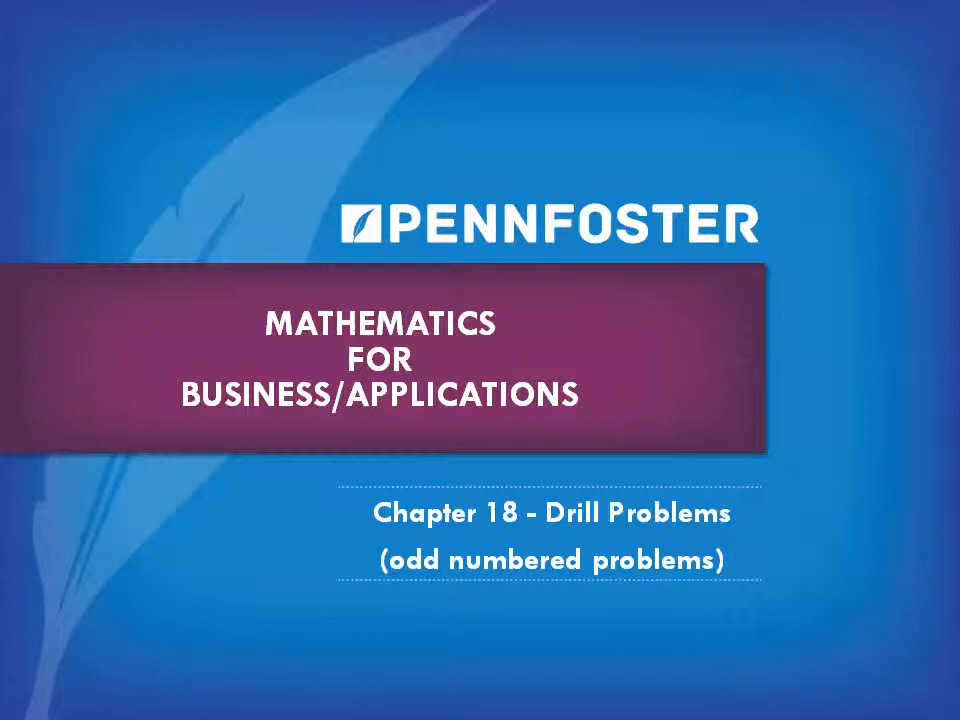 PENNFOSTER
MATHEMATICS
FOR
BUSINESS/APPLICATIONS
Chapter 18 - Drill Problems
(odd numbered problems)